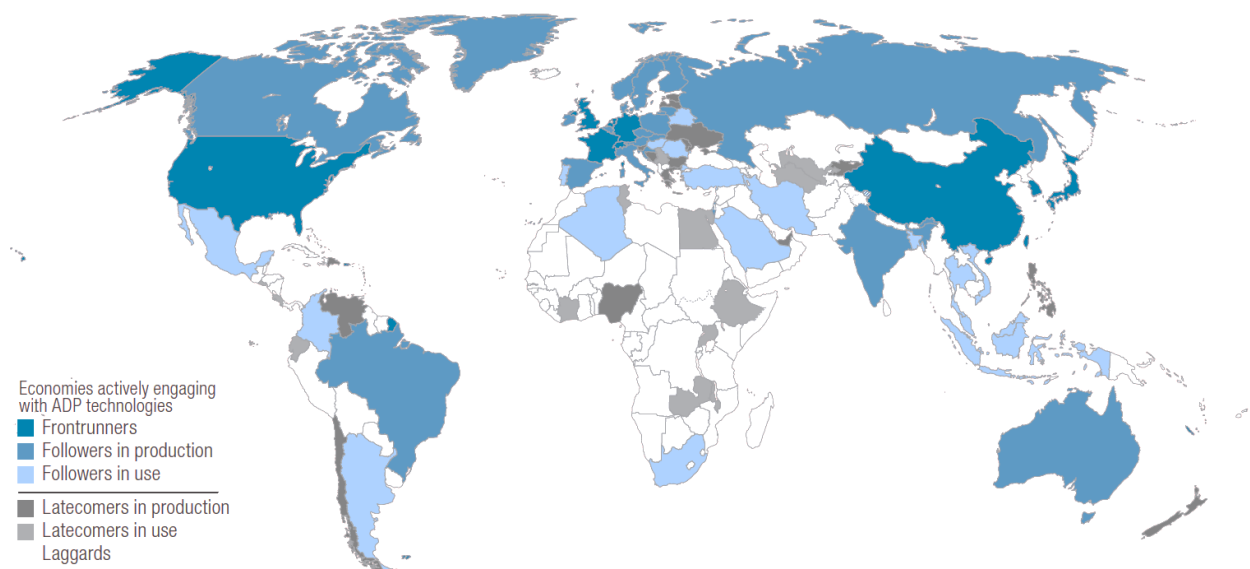 Economies actively engaging
with ADP technologies
Frontrunners
Followers in production
Followers in use
Latecomers in production
Latecomers in use
Laggards